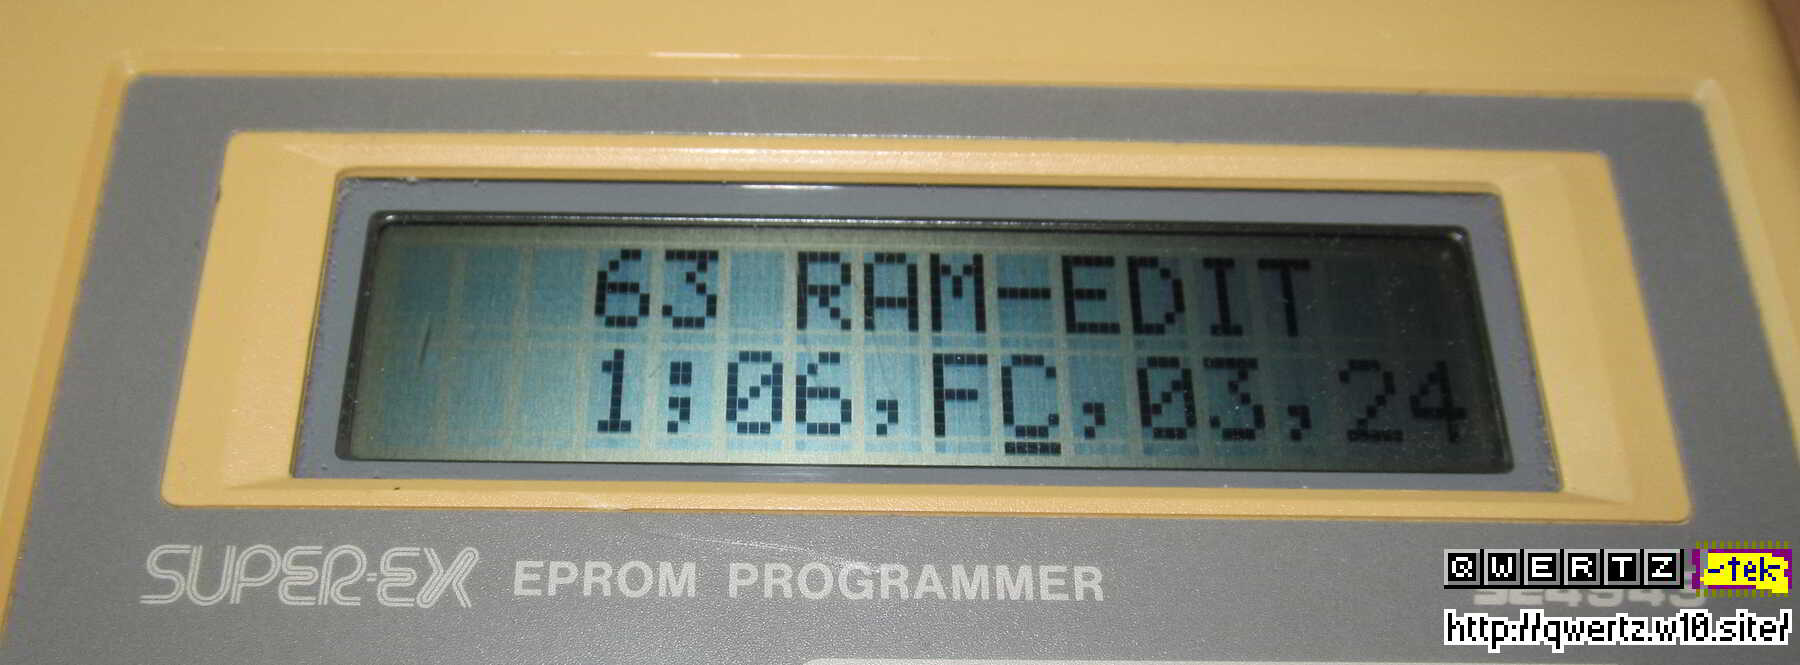 63 RAM-EDIT
1;06,FC,03,24
SUPER-EX EPROM PROGRAMMER
QWERTZ -tek-
http://qwertz.w10.site/